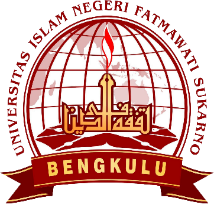 UNIVERSITAS ISLAM NEGERI FATMAWATI SUKARNO
BENGKULU